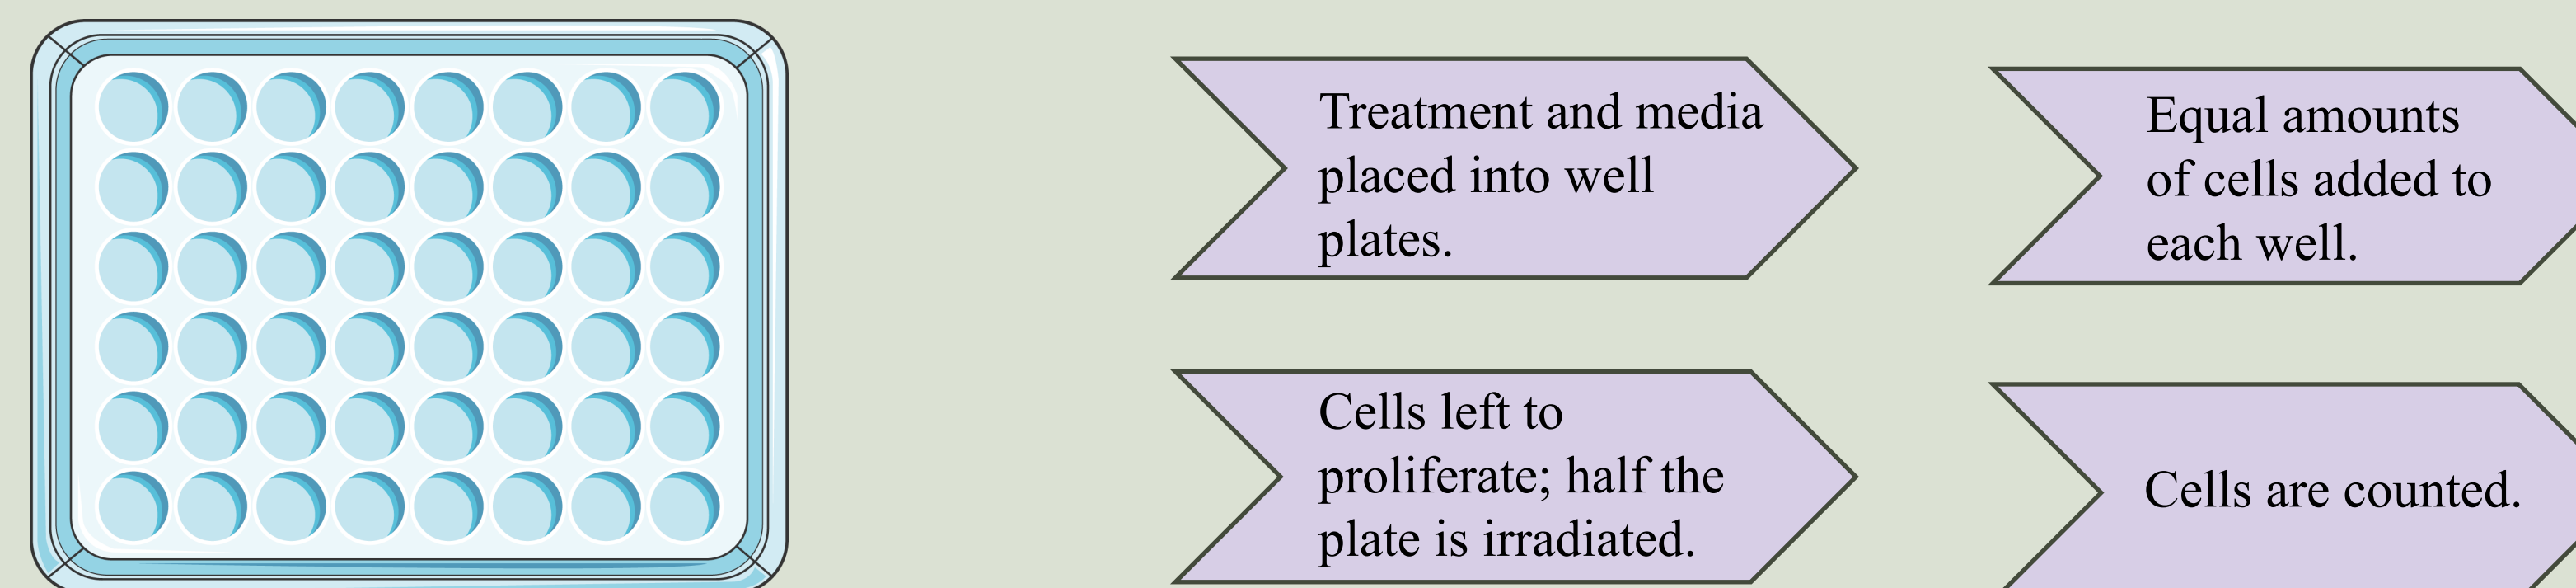 Treatment and media
placed into well
plates.
Equal amounts
of cells added to
each well.
Cells left to
proliferate; half the
plate is irradiated.
Cells are counted.